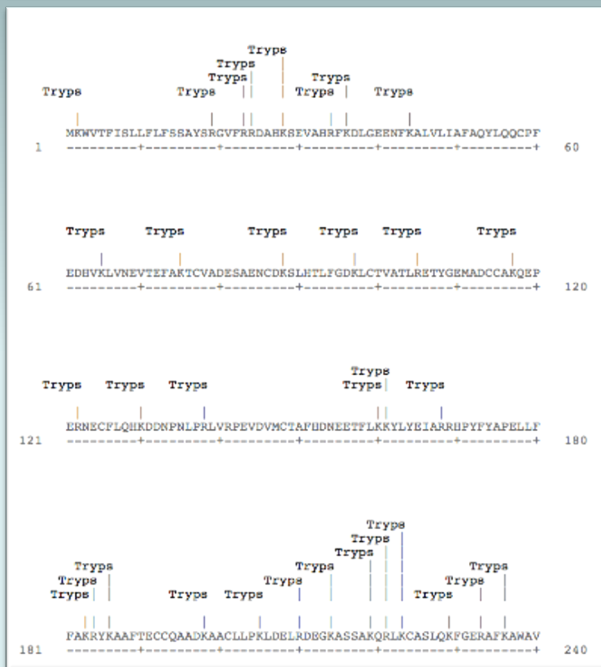 Tryps
Tryps
Tryps Tryps
Tryps Tryps Tryps Tryps
MKWVTFISLLFLFSSAYSRGVFRRDAHKSEVAHRFKDLGEENFKALVLIAFAQYLQQCPF
1 ---------+---------+---------+---------+---------+---------+ 60
Tryps Tryps Tryps Tryps Tryps Tryps
EDHVKLVNEVTEFAKTCVADESAENCDKSLHTLFGDKLCTVATLRETYGEMADCCAKQEP
61 ---------+---------+---------+---------+---------+---------+ 120
Tryps
Tryps Tryps Tryps Tryps Tryps
ERNECFLQHKDDNPNLPRLVRPEVDVMCTAFHDNEETFLKKYLYEIARRHPYFYAPELLF
121 ---------+---------+---------+---------+---------+---------+ 180
Tryps
Tryps
Tryps
Tryps Tryps Tryps
Tryps Tryps Tryps
Tryps Tryps Tryps Tryps
FAKRYKAAFTECCQAADKAACLLPKLDELRDEGKASSAKQRLKCASLQKFGERAFKAWAV
181 ---------+---------+---------+---------+---------+---------+ 240